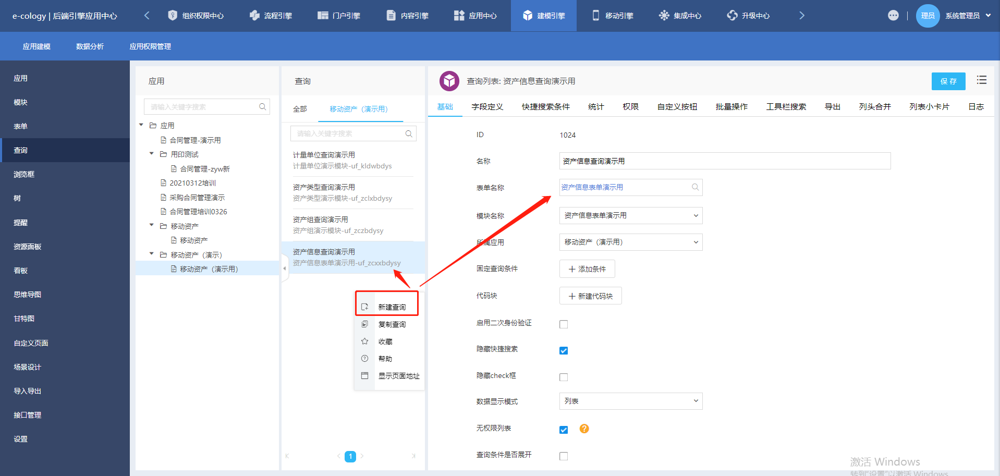 e-cology | 后端引擎应用中心
组织权限中心
流程引擎
门户引擎
内容引擎
应用中心
建模引擎
移动引擎
集成中心
升级中心
理员
系统管理员
应用建模
数据分析
应用权限管理
应用
模块
表单
查询
浏览框
树
提醒
资源面板
看板
思维导图
甘特图
自定义页面
场景设计
导入导出
接口管理
设置
应用
请输入关键字搜索
应用
合同管理-演示用
用印测试
合同管理-zyw新
20210312培训
采购合同管理演示
合同管理培训0326
移动资产
移动资产
移动资产（演示）
移动资产（演示用）
查询
全部
移动资产（演示用）
请输入关键字搜索
计量单位查询演示用
计量单位演示模块-uf_kldwbdys
资产类型查询演示用
资产类型演示模块-uf_zclxbdysy
资产组查询演示用
资产组演示模块-uf_zczbdysy
资产信息查询演示用
资产信息表单演示用-uf_zcxxbdysy
新建查询
复制查询
收藏
帮助
显示页面地址
1
查询列表: 资产信息查询演示用
保 存
基础
字段定义
快捷搜索条件
统计
权限
自定义按钮
批量操作
工具栏搜索
导出
列头合并
列表小卡片
日志
ID
1024
名称
资产信息查询演示用
表单名称
资产信息表单演示用
模块名称
资产信息表单演示用
所属应用
移动资产（演示用）
固定查询条件
添加条件
代码块
新建代码块
启用二次身份验证
隐藏快捷搜索
隐藏check框
数据显示模式
列表
无权限列表
?
查询条件是否展开
激活 Windows
转到"设置"以激活 Windows。